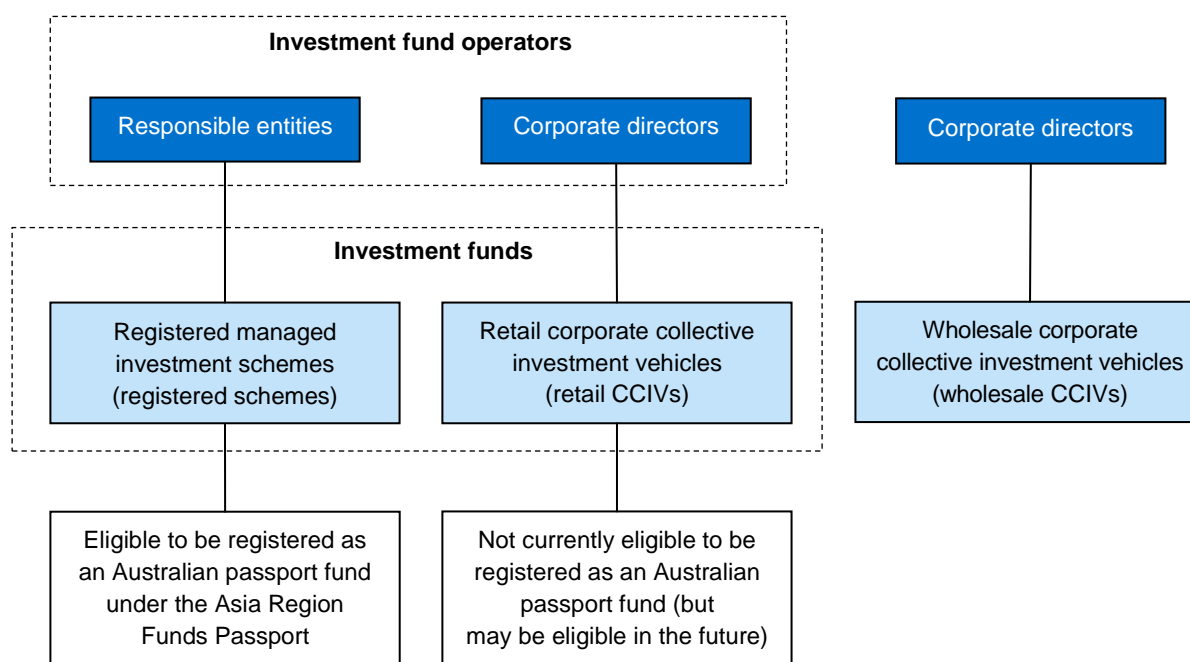 Investment fund operators
Responsible entities
Corporate directors
Corporate directors
Investment funds
Registered managed
investment schemes
(registered schemes)
Retail corporate collective
investment vehicles
(retail CCIVs)
Wholesale corporate
collective investment vehicles
(wholesale CCIVs)
Eligible to be registered as
an Australian passport fund
under the Asia Region
Funds Passport
Not currently eligible to be
registered as an Australian
passport fund (but
may be eligible in the future)